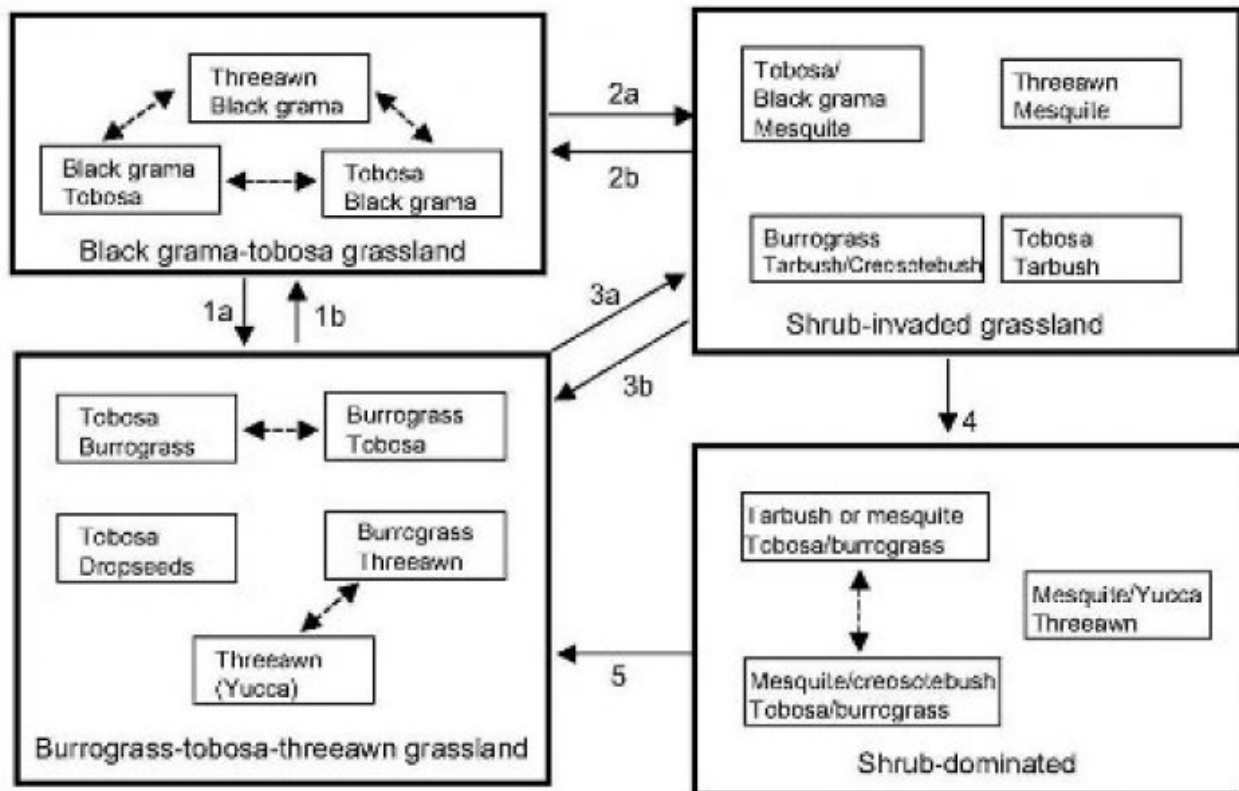 Threeawn
Black grama
Black grama
Tobosa
Tobosa
Black grama
Black grama-tobosa grassland
2a
2b
Tobosa/
Black grama
Mesquite
Threeawn
Mesquite
Burrograss
Tarbush/Creosotebush
Tobosa
Tarbush
Shrub-invaded grassland
1a
1b
3a
3b
4
Tobosa
Burrograss
Burrograss
Tobosa
Tobosa
Dropseeds
Burrograss
Threeawn
Threeawn
(Yucca)
Burrograss-tobosa-threeawn grassland
5
Tarbush or mesquite
Tobosa/burrograss
Mesquite/Yucca
Threeawn
Mesquite/creosotebush
Tobosa/burrograss
Shrub-dominated